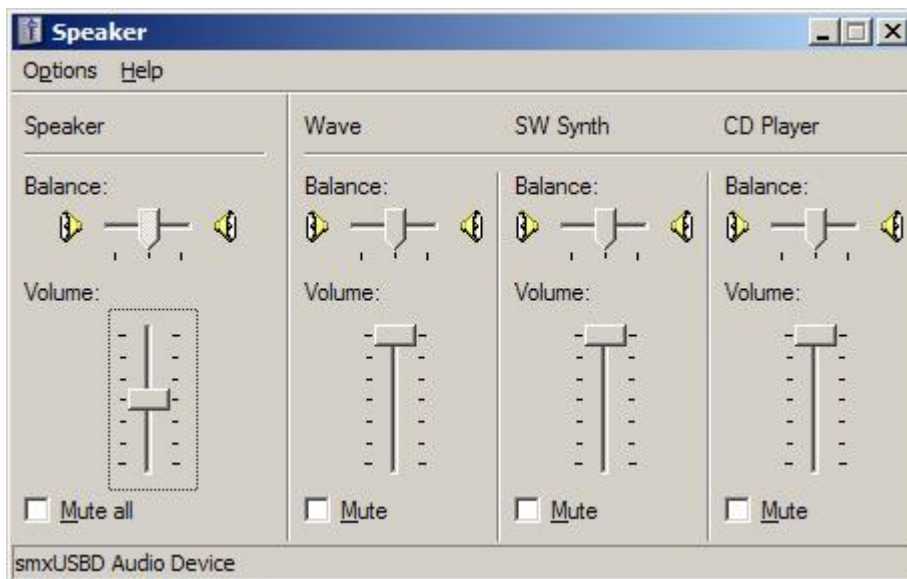 Speaker
Options Help
Speaker Wave SW Synth CD Player
Balance: Balance: Balance: Balance:
Volume: Volume: Volume: Volume:
Mute all Mute Mute Mute
smxUSBD Audio Device